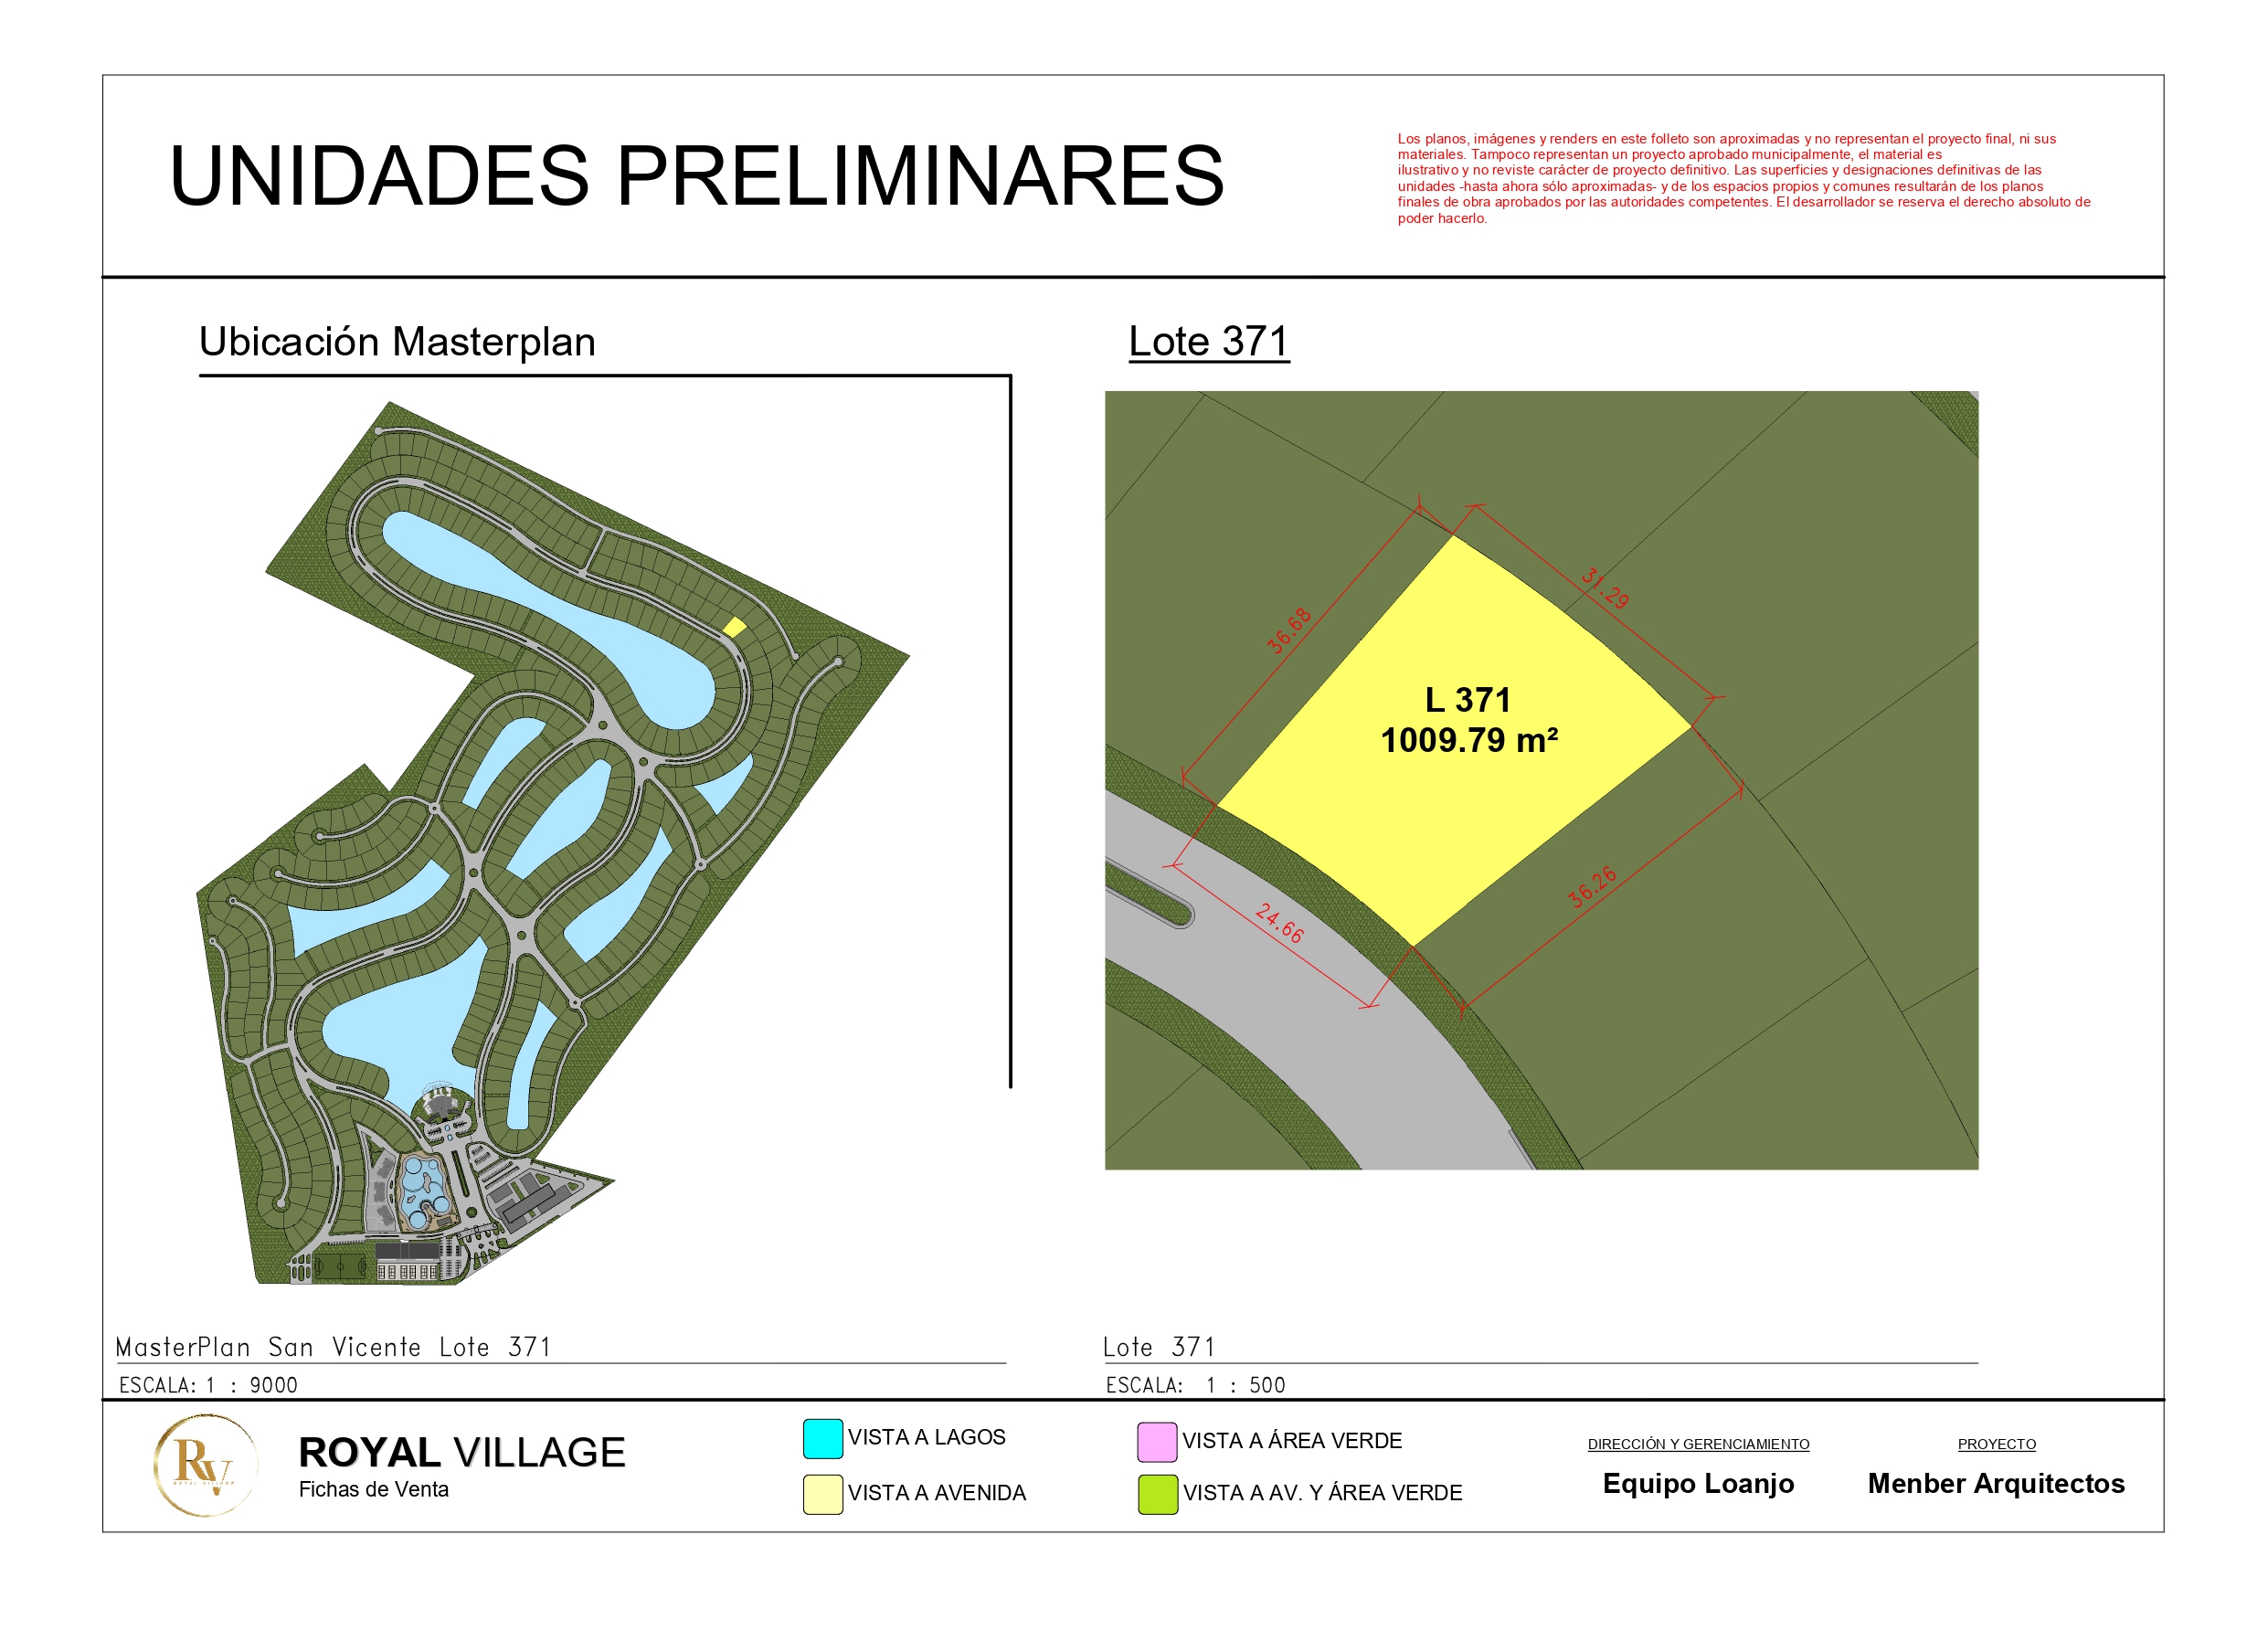 UNIDADES PRELIMINARES
Los planos, imágenes y renders en este folleto son aproximadas y no representan el proyecto final, ni sus
materiales. Tampoco representan un proyecto aprobado municipalmente, el material es
ilustrativo y no reviste carácter de proyecto definitivo. Las superficies y designaciones definitivas de las
unidades -hasta ahora sólo aproximadas- y de los espacios propios y comunes resultarán de los planos
finales de obra aprobados por las autoridades competentes. El desarrollador se reserva el derecho absoluto de
poder hacerlo.
Ubicación Masterplan
Lote 371
36.68
31.29
L 371
1009.79 m²
36.26
24.66
MasterPlan San Vicente Lote 371
ESCALA: 1 : 9000
Lote 371
ESCALA: 1 : 500
RV
ROYAL VILLAGE
ROYAL VILLAGE
Fichas de Venta
VISTA A LAGOS
VISTA A AVENIDA
VISTA A ÁREA VERDE
VISTA A AV. Y ÁREA VERDE
DIRECCIÓN Y GERENCIAMIENTO
Equipo Loanjo
PROYECTO
Menber Arquitectos